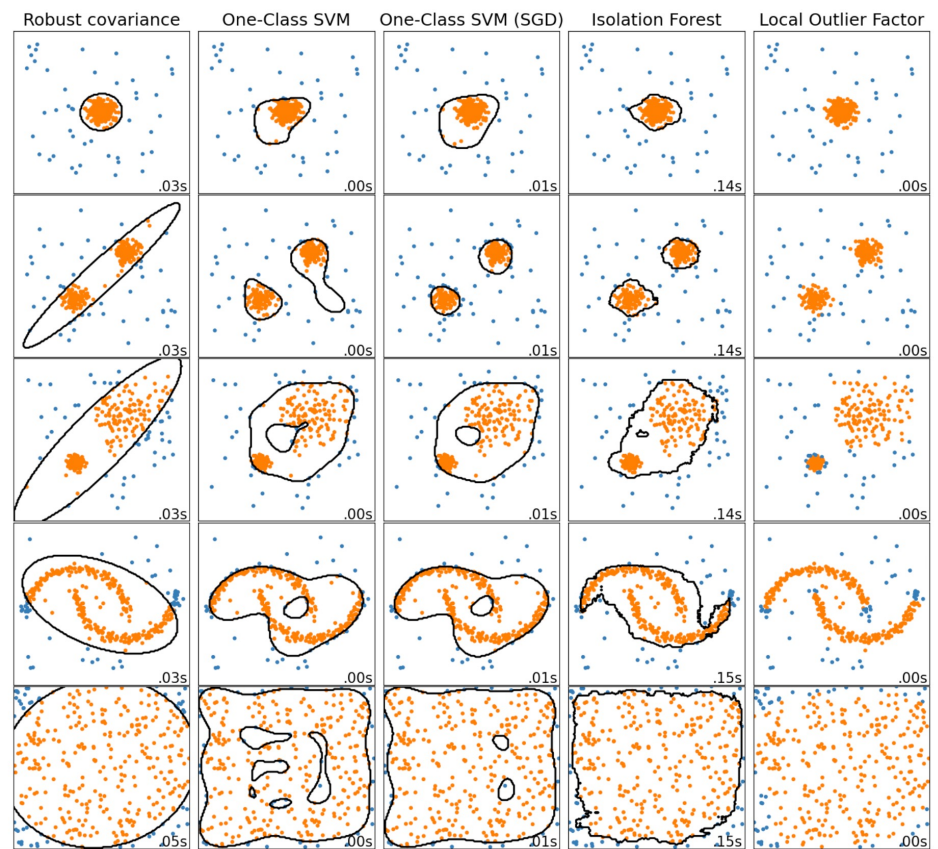 Robust covariance One-Class SVM One-Class SVM (SGD) Isolation Forest Local Outlier Factor
.03s .00s .01s .14s .00s
.03s .00s .01s .14s .00s
.03s .00s .01s .14s .00s
.03s .00s .01s .15s .00s
.05s .00s .01s .15s .00s